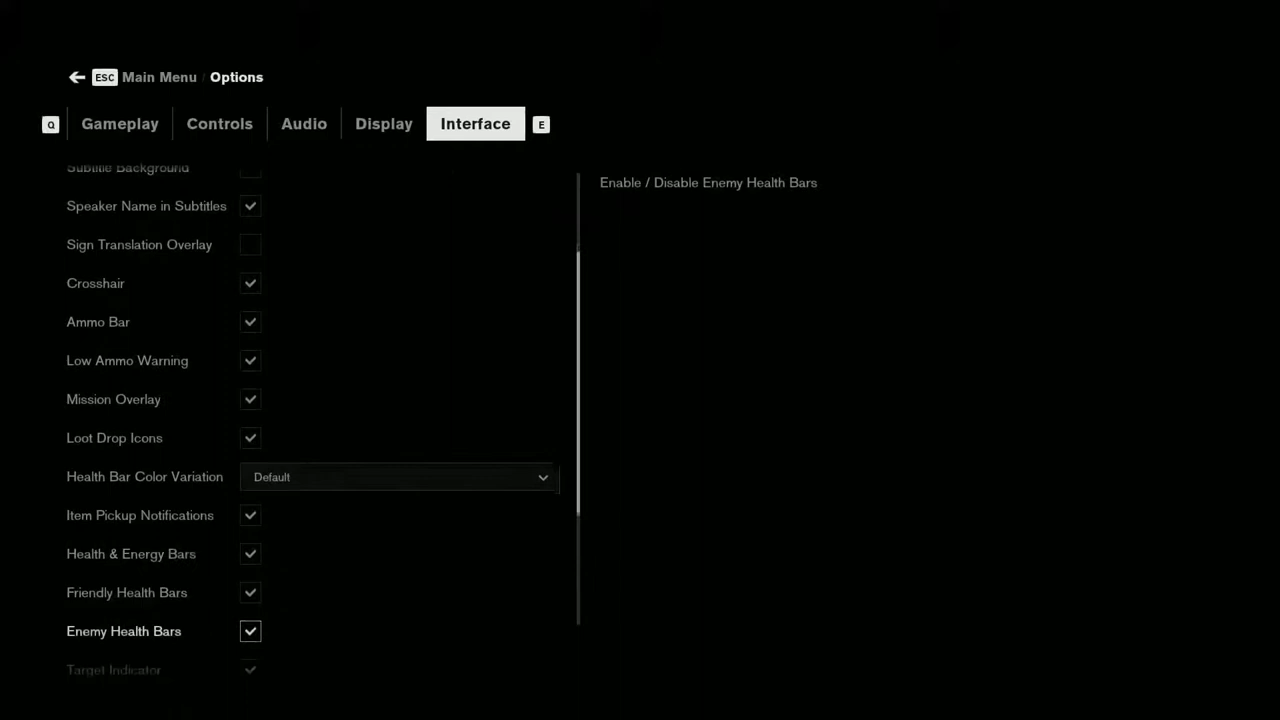 ESC Main Menu / Options
Q Gameplay Controls Audio Display Interface E
Subtitle Background
Enable / Disable Enemy Health Bars
Speaker Name in Subtitles
Sign Translation Overlay
Crosshair
Ammo Bar
Low Ammo Warning
Mission Overlay
Loot Drop Icons
Health Bar Color Variation Default
Item Pickup Notifications
Health & Energy Bars
Friendly Health Bars
Enemy Health Bars
Target Indicator